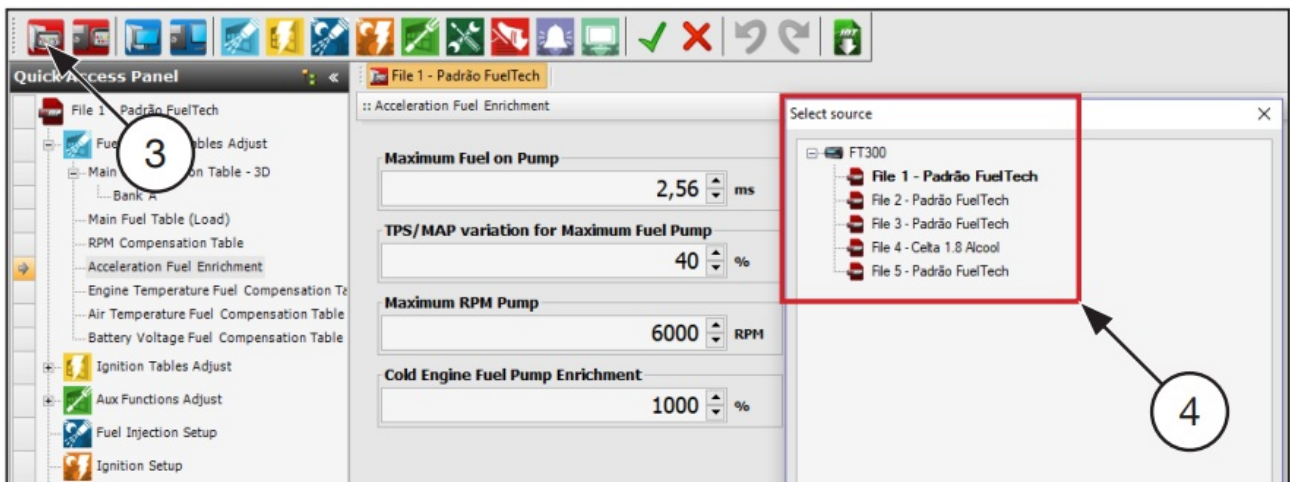 Quick Access Panel
File 1 - Padrão FuelTech
Main
Bank A
Main Fuel Table (Load)
RPM Compensation Table
Acceleration Fuel Enrichment
Engine Temperature Fuel Compensation Ta
Air Temperature Fuel Compensation Table
Battery Voltage Fuel Compensation Table
Ignition Tables Adjust
Aux Functions Adjust
Fuel Injection Setup
Ignition Setup
3
File 1 - Padrão FuelTech
:: Acceleration Fuel Enrichment
Maximum Fuel on Pump
2,56 ms
TPS/MAP variation for Maximum Fuel Pump
40 %
Maximum RPM Pump
6000 RPM
Cold Engine Fuel Pump Enrichment
1000 %
Select source
FT300
File 1 - Padrão FuelTech
File 2 - Padrão FuelTech
File 3 - Padrão FuelTech
File 4 - Celta 1.8 Alcool
File 5 - Padrão FuelTech
4